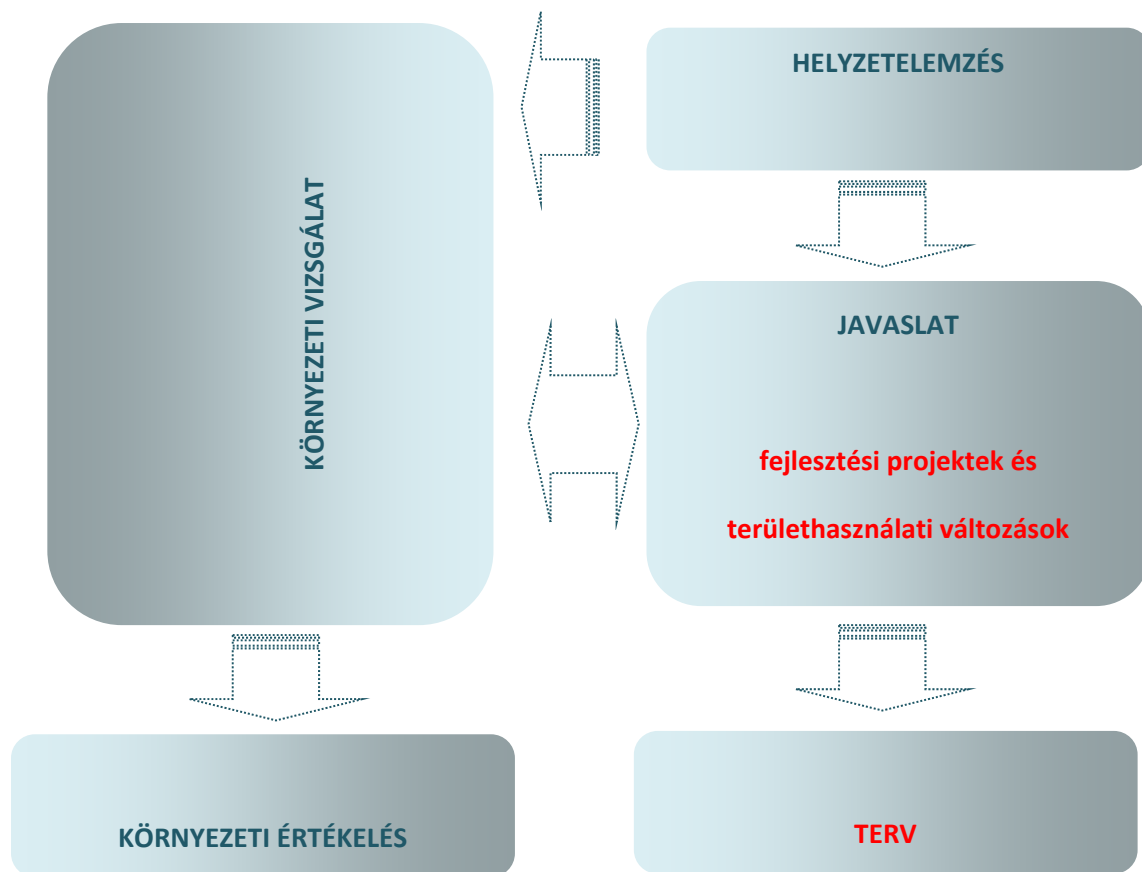 KÖRNYEZETI VIZSGÁLAT
HELYZETELEMZÉS
JAVASLAT
fejlesztési projektek és
területhasználati változások
KÖRNYEZETI ÉRTÉKELÉS
TERV